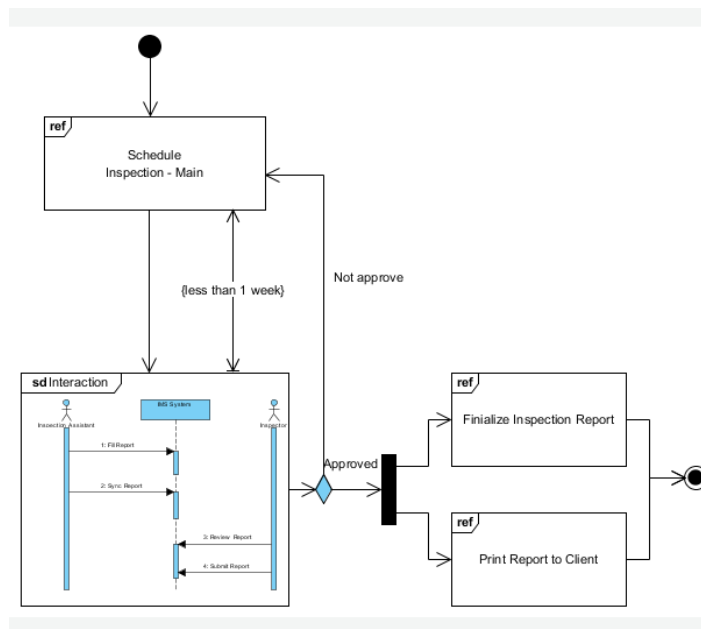 ref
Schedule
Inspection - Main
Not approve
{less than 1 week}
sd Interaction
IMS System
Inspection Assistant
Inspector
1: Fill Report
2: Sync Report
3: Review Report
4: Submit Report
Approved
ref
Finialize Inspection Report
ref
Print Report to Client